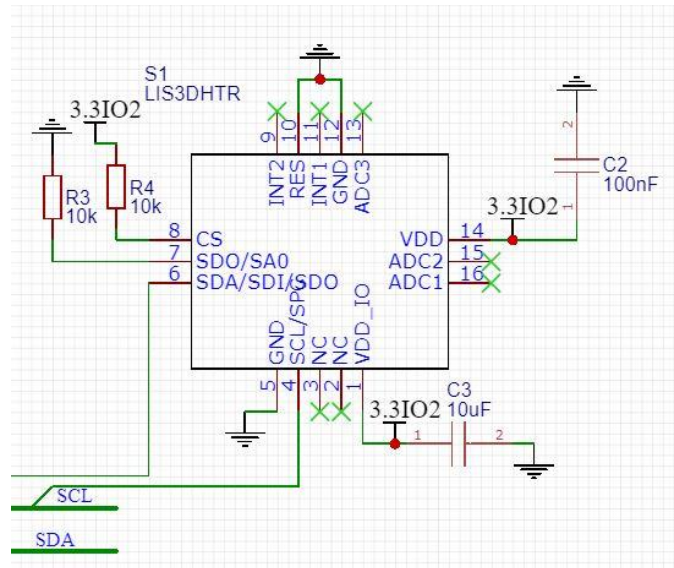 S1
LIS3DHTR
3.3IO2
R3
10k
R4
10k
9
10
11
12
13
INT2
RES
INT1
GND
ADC3
2
C2
100nF
1
3.3IO2
8
CS
7
SDO/SA0
6
SDA/SDI/SDO
VDD
14
ADC2
15
ADC1
16
GND
SCL/SPC
NC
NC
VDD_IO
5
4
3
2
1
3.3IO2
C3
10uF
1
2
SCL
SDA